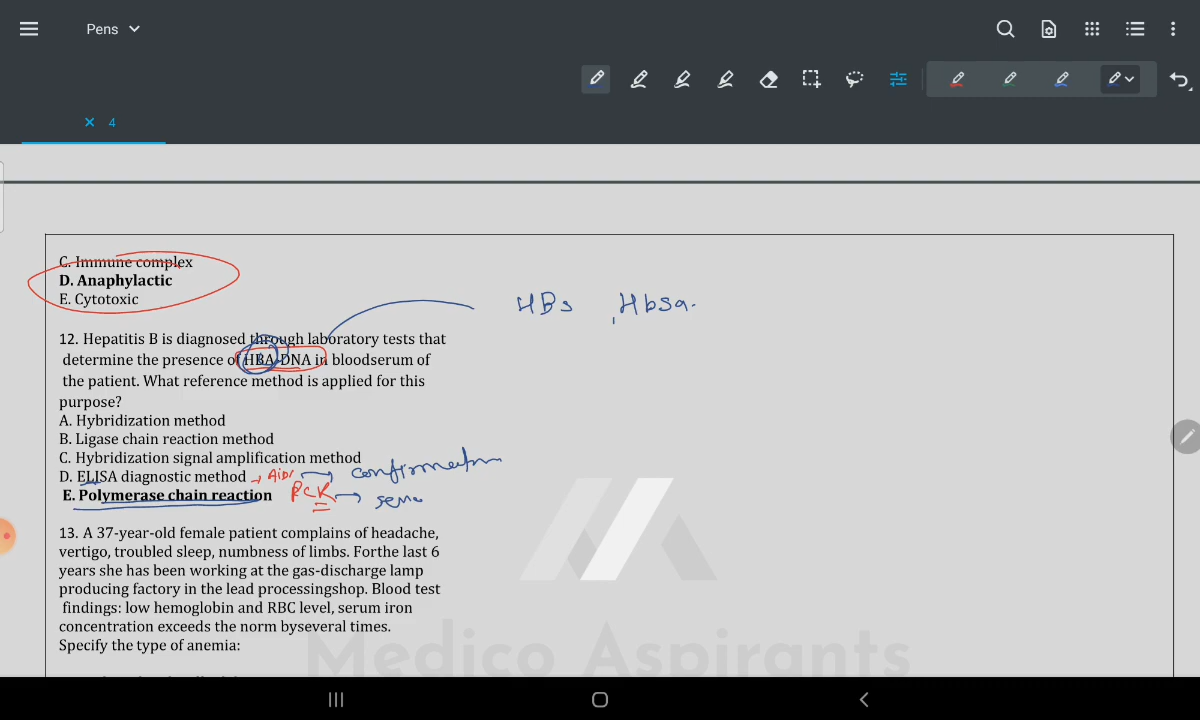 Pens
4
C. Immune complex
D. Anaphylactic
E. Cytotoxic
HBs , HbsA.
12. Hepatitis B is diagnosed through laboratory tests that
determine the presence of HBA-DNA in bloodserum of
the patient. What reference method is applied for this
purpose?
A. Hybridization method
B. Ligase chain reaction method
C. Hybridization signal amplification method
D. ELISA diagnostic method → AIDS → confirmation
E. Polymerase chain reaction PCR → 
13. A 37-year-old female patient complains of headache,
vertigo, troubled sleep, numbness of limbs. Forthe last 6
years she has been working at the gas-discharge lamp
producing factory in the lead processingshop. Blood test
findings: low hemoglobin and RBC level, serum iron
concentration exceeds the norm byseveral times.
Specify the type of anemia:
Medico Aspirants